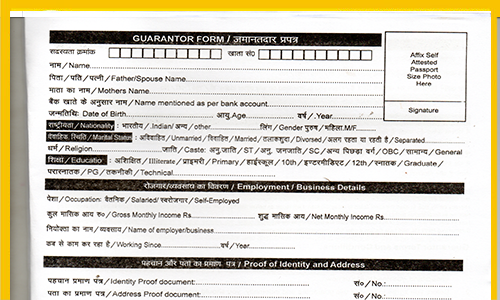 GUARANTOR FORM / ज़मानतदार प्रपत्र
सदस्यता क्रमांक खाता सं०
नाम/Name
पिता/पति/पत्नी/Father/Spouse Name
माता का नाम/Mothers Name
बैंक खाते के अनुसार नाम/Name mentioned as per bank account.
जन्मतिथि: Date of Birth. आयु.Age वर्ष/.Year
Affix Self
Attested
Passport
Size Photo
Here
Signature
राष्ट्रीयता/Nationality: भारतीय/.Indian/अन्य/other लिंग/Gender पुरुष/महिला.M/F.
वैवाहिक स्थिति/Marital Status: अविवाहित/Unmarried/विवाहित/Married/तलाकशुदा/Divorsed/अलग रहता या रहती है/Separated
धर्म/Religion जाति/Caste: अनु.जाति/ST/अनु. जनजाति/SC/अन्य पिछड़ा वर्ग/OBC/सामान्य/General
शिक्षा/Educatio: अशिक्षित/Illiterate/प्राइमरी/Primary/हाईस्कूल/10th/इण्टरमीडिएट/12th/स्नातक/Graduate/
परास्नातक/PG/तकनीकी/Technical
रोजगार/व्यवसाय का विवरण / Employment / Business Details
पेशा/Occupation: वैतनिक/Salaried/स्वरोजगार/Self-Employed
कुल मासिक आय रू०/Gross Monthly Income Rs. शुद्ध मासिक आय/Net Monthly Income Rs.
नियोक्ता का नाम/व्यवसाय/Name of employer/business
कब से काम कर रहा है/Working Since वर्ष/Year
पहचान और पता का प्रमाण पत्र / Proof of Identity and Address
पहचान प्रमाण पत्र/Identity Proof document: सं०/No.:
पता का प्रमाण पत्र/Address Proof document: सं०/No.: